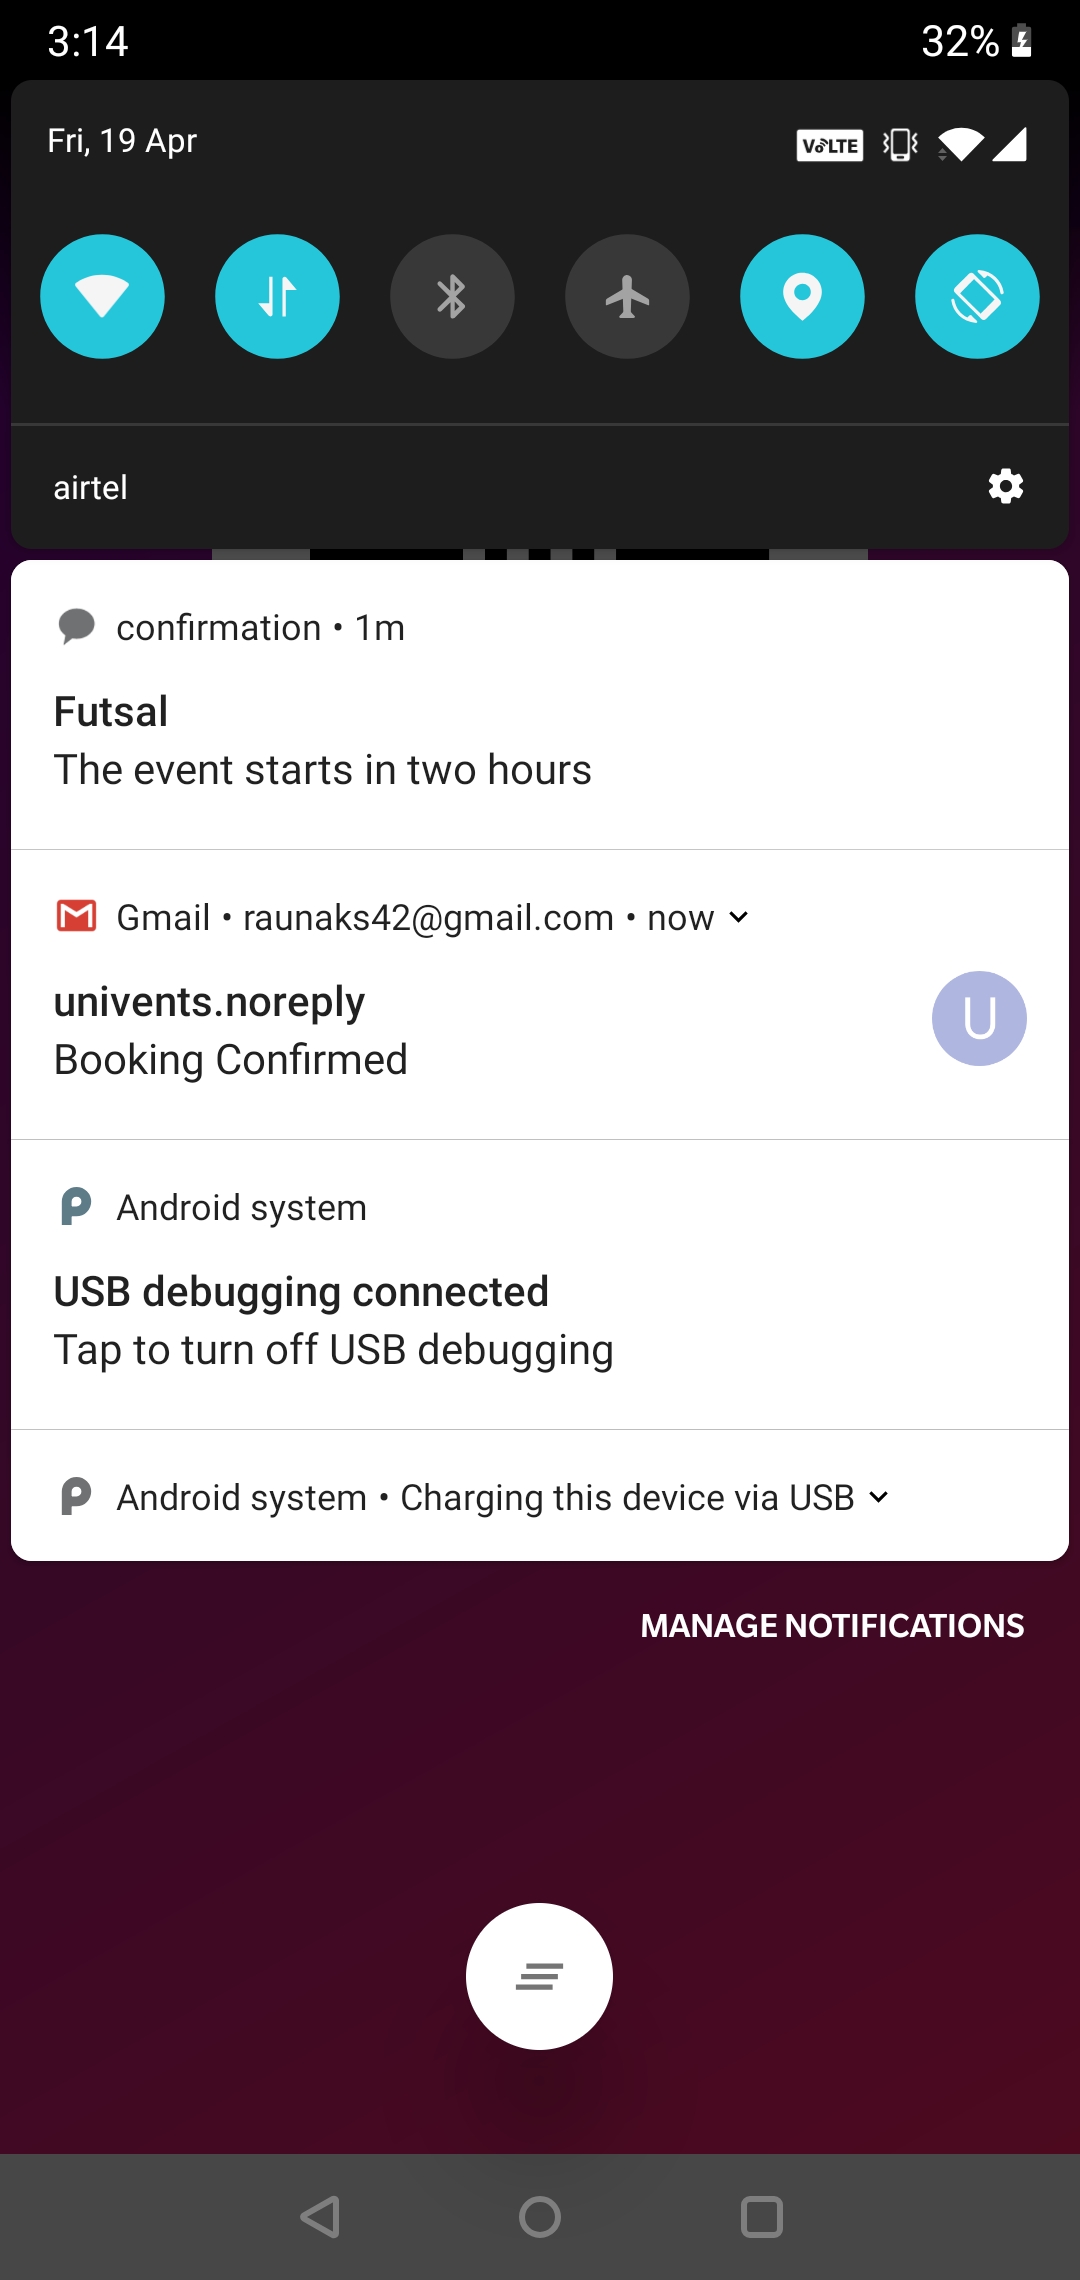 3:14
32%
Fri, 19 Apr
VoLTE
airtel
confirmation • 1m
Futsal
The event starts in two hours
Gmail • raunaks42@gmail.com • now
univents.noreply
U
Booking Confirmed
Android system
USB debugging connected
Tap to turn off USB debugging
Android system • Charging this device via USB
MANAGE NOTIFICATIONS